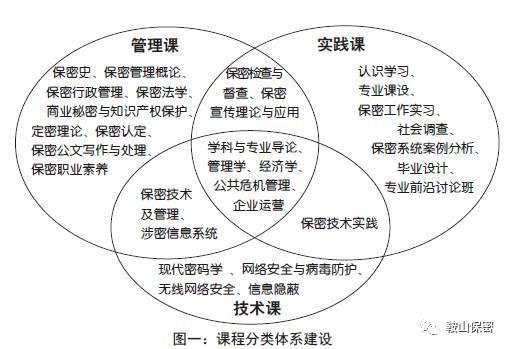 管理课
实践课
保密史、保密管理概论、
保密行政管理、保密法学、
商业秘密与知识产权保护、
定密理论、保密认定、
保密公文写作与处理、
保密职业素养
保密检查与
督查、保密
宣传理论与应用
认识学习、
专业课设、
保密工作实习、
社会调查、
保密系统案例分析、
毕业设计、
专业前沿讨论班
学科与专业导论、
管理学、经济学、
公共危机管理、
企业运营
保密技术
及管理、
涉密信息系统
保密技术实践
现代密码学 、网络安全与病毒防护、
无线网络安全、信息隐蔽
技术课
图一：课程分类体系建设
鞍山保密